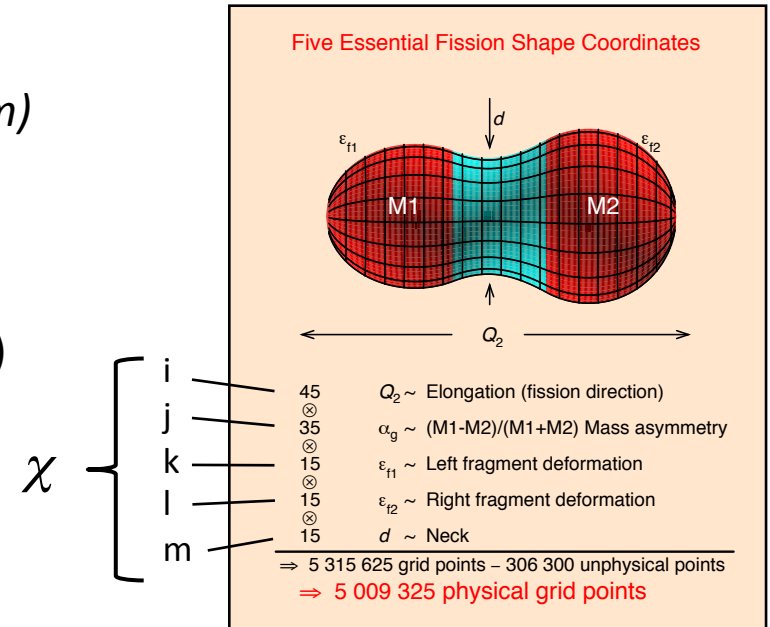 Five Essential Fission Shape Coordinates
n)
d
εf1
εf2
M1
M2
Q2
)
χ
i
45 Q2 ~ Elongation (fission direction)
⊗
j
35 αg ~ (M1-M2)/(M1+M2) Mass asymmetry
⊗
k
15 εf1 ~ Left fragment deformation
⊗
l
15 εf2 ~ Right fragment deformation
⊗
m
15 d ~ Neck
⇒ 5 315 625 grid points – 306 300 unphysical points
⇒ 5 009 325 physical grid points